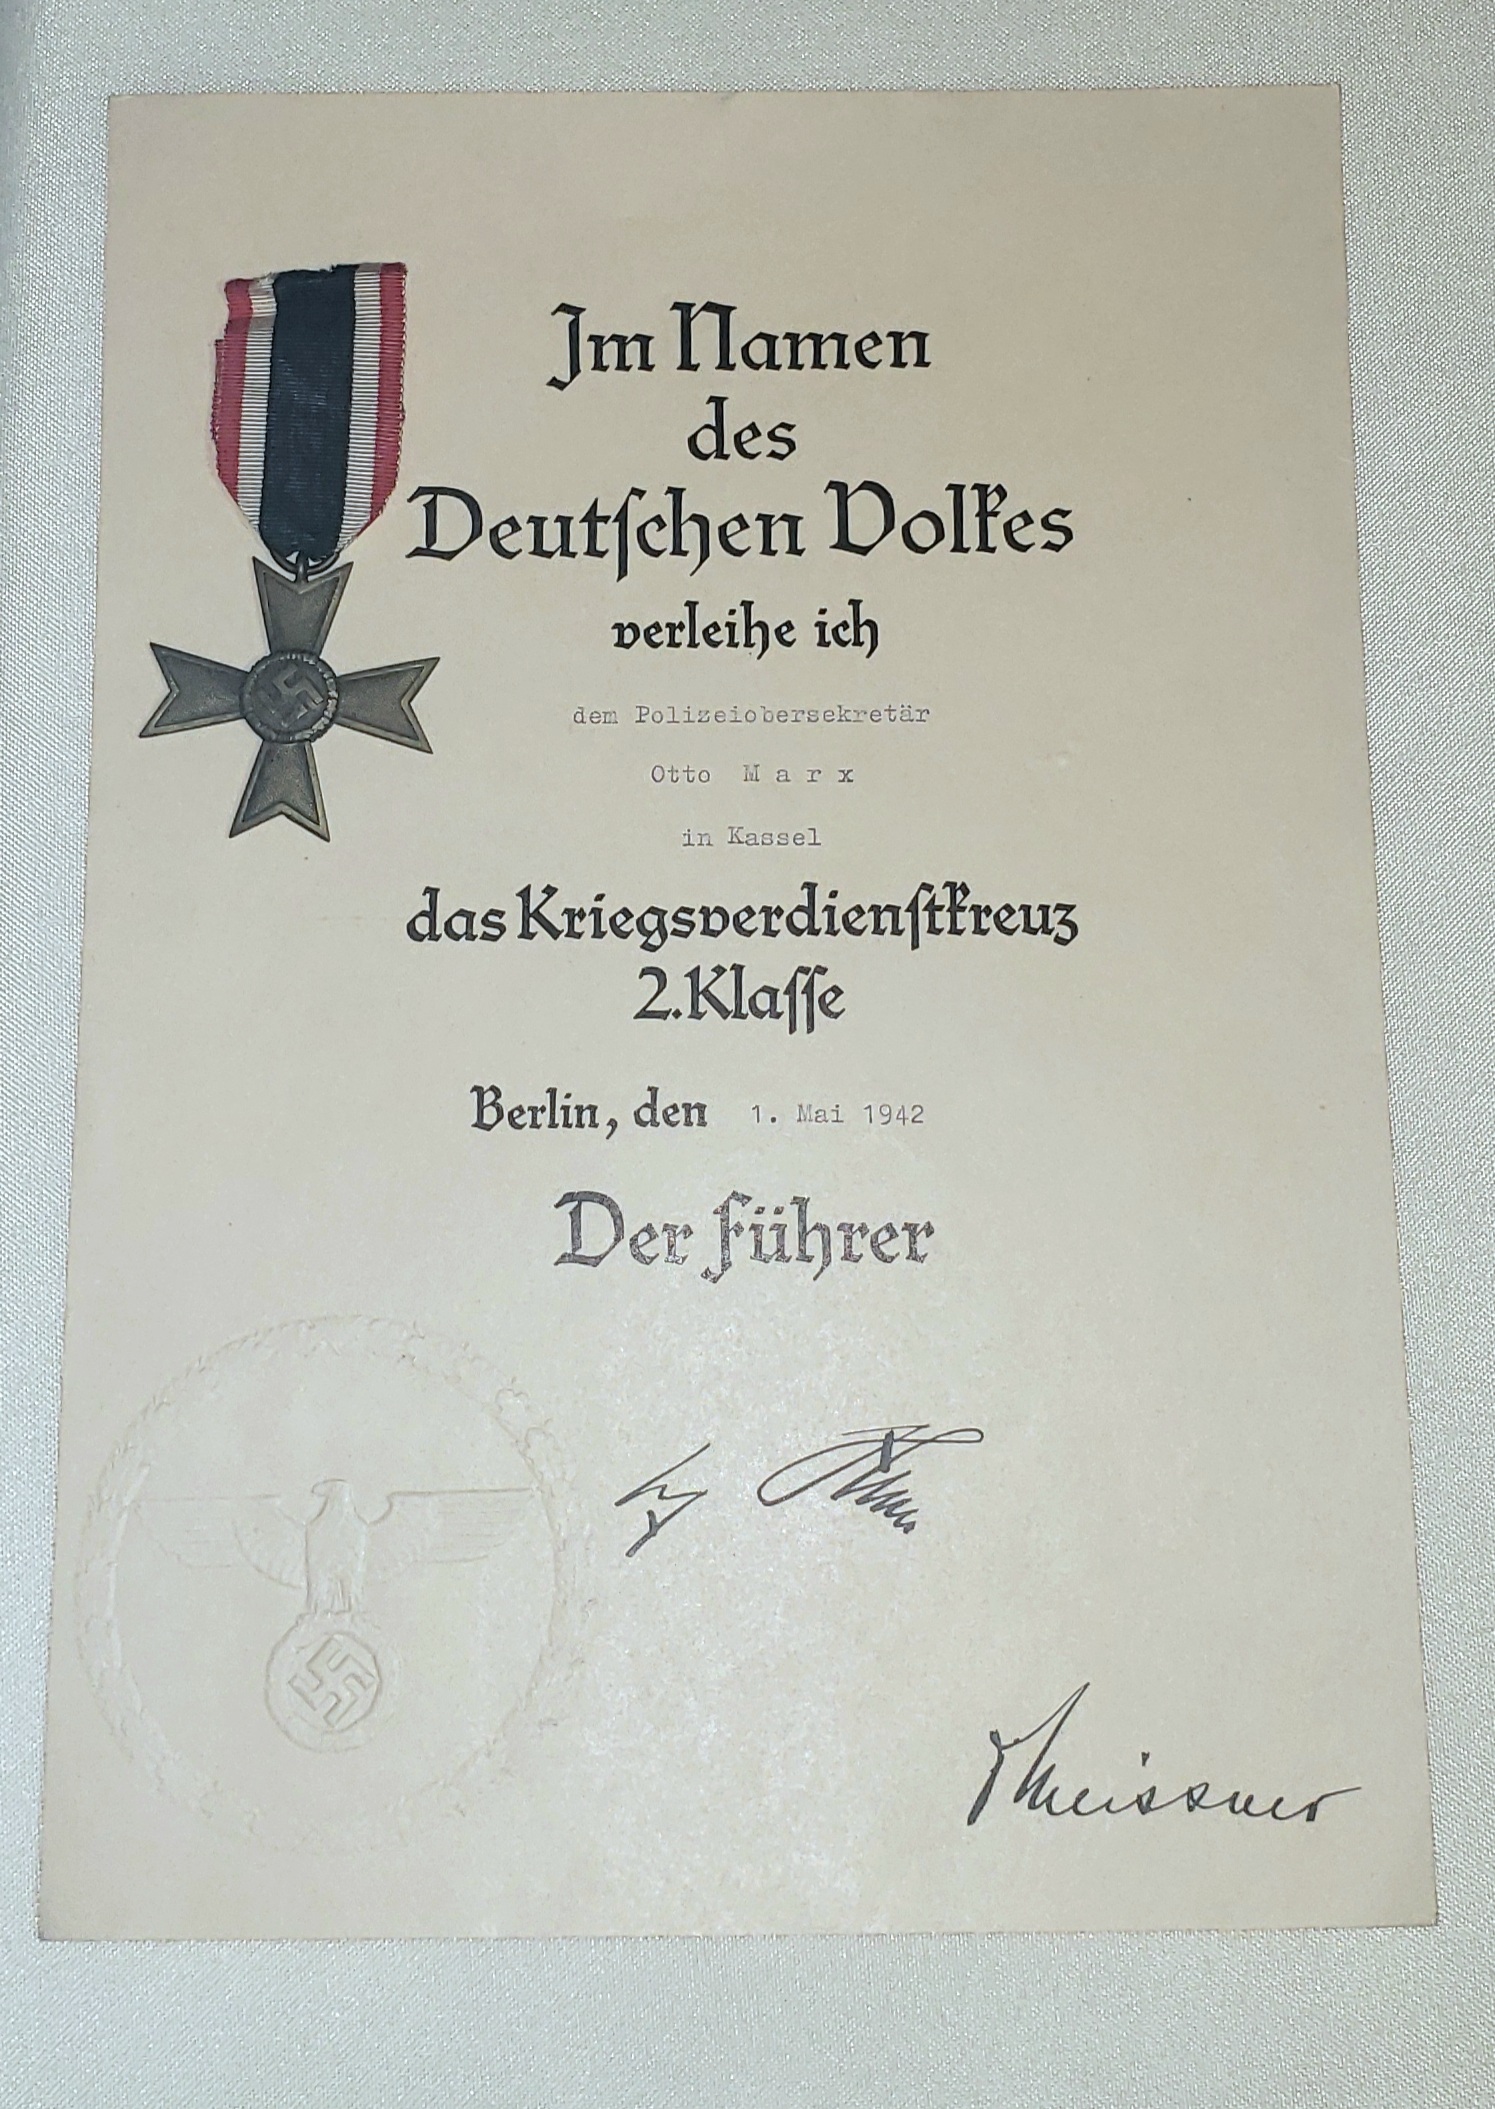 Im Namen
des
Deutſchen Volkes
verleihe ich
dem Polizeiobersekretär
Otto M a r x
in Kassel
das Kriegsverdienſtkreuz
2. Klaſſe
Berlin, den 1. Mai 1942
Der Führer
Meissner